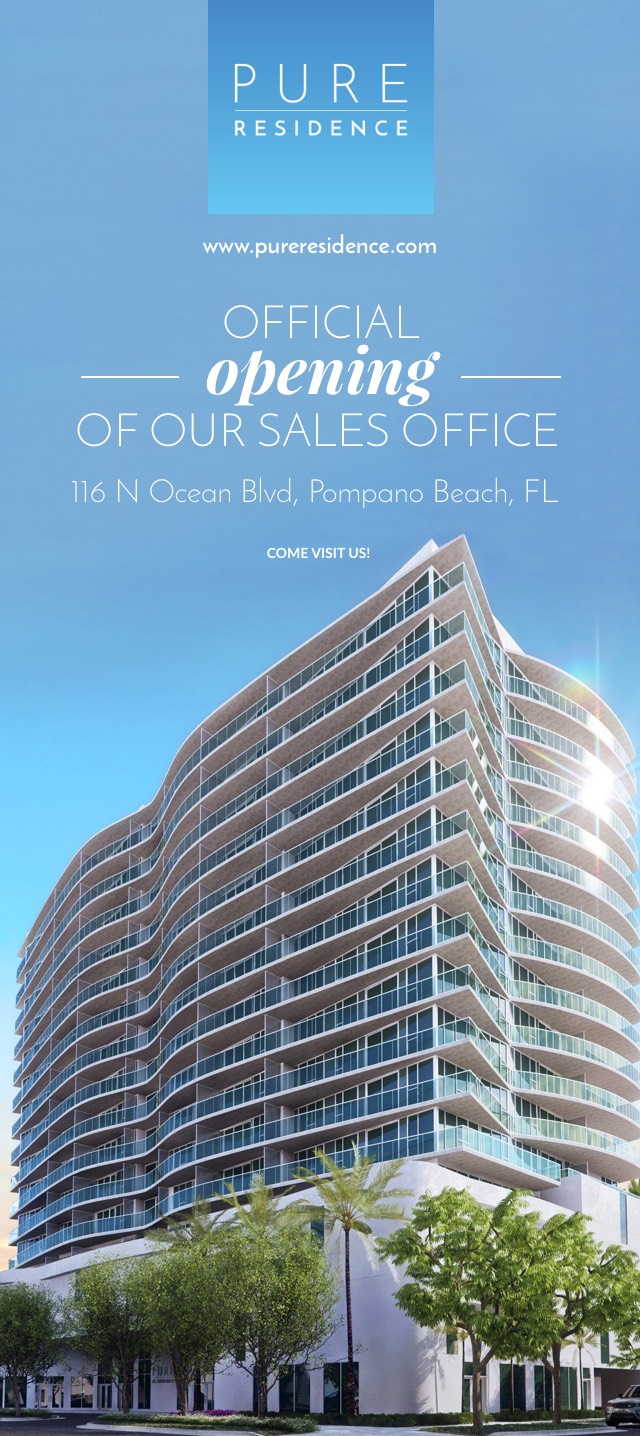 PURE
RESIDENCE
www.pureresidence.com
OFFICIAL
opening
OF OUR SALES OFFICE
116 N Ocean Blvd, Pompano Beach, FL
COME VISIT US!
PURE